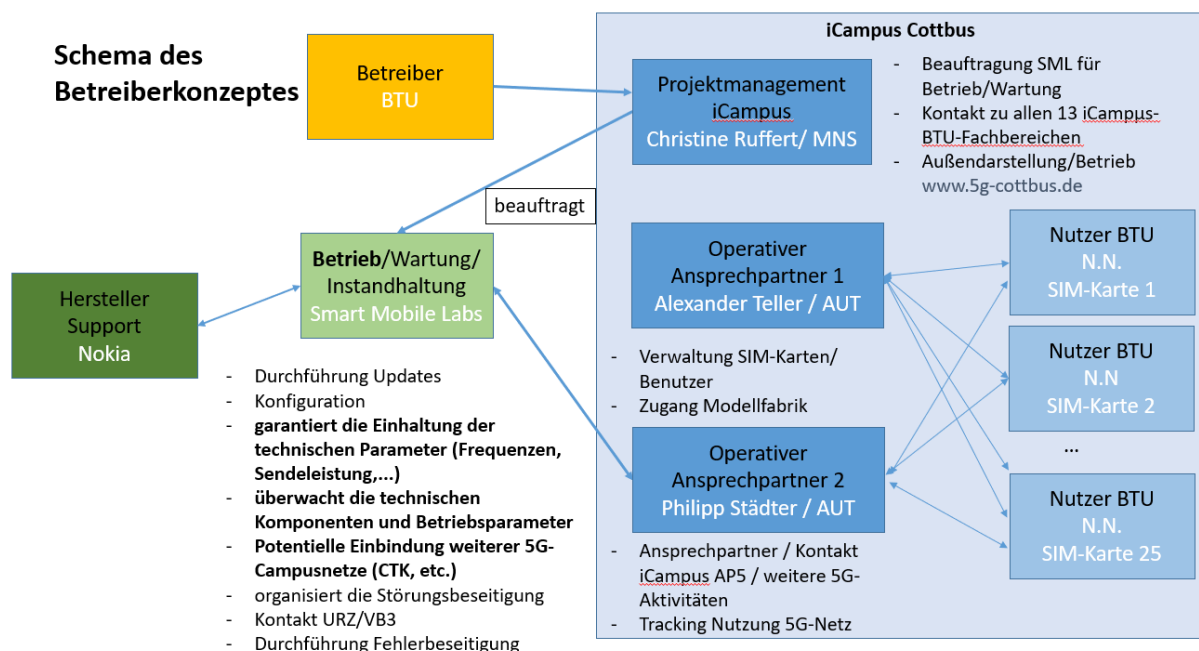 Schema des
Betreiberkonzeptes
Betreiber
BTU
iCampus Cottbus
Projektmanagement
iCampus
Christine Ruffert/ MNS
- Beauftragung SML für
Betrieb/Wartung
- Kontakt zu allen 13 iCampµs-
BTU-Fachbereichen
- Außendarstellung/Betrieb
www.5g-cottbus.de
beauftragt
Hersteller
Support
Nokia
Betrieb/Wartung/
Instandhaltung
Smart Mobile Labs
- Durchführung Updates
- Konfiguration
- garantiert die Einhaltung der
technischen Parameter (Frequenzen,
Sendeleistung,...)
- überwacht die technischen
Komponenten und Betriebsparameter
- Potentielle Einbindung weiterer 5G-
Campusnetze (CTK, etc.)
- organisiert die Störungsbeseitigung
- Kontakt URZ/VB3
- Durchführung Fehlerbeseitigung
Operativer
Ansprechpartner 1
Alexander Teller / AUT
- Verwaltung SIM-Karten/
Benutzer
- Zugang Modellfabrik
Operativer
Ansprechpartner 2
Philipp Städter / AUT
- Ansprechpartner / Kontakt
iCampus AP5 / weitere 5G-
Aktivitäten
- Tracking Nutzung 5G-Netz
Nutzer BTU
N.N.
SIM-Karte 1
Nutzer BTU
N.N
SIM-Karte 2
...
Nutzer BTU
N.N.
SIM-Karte 25